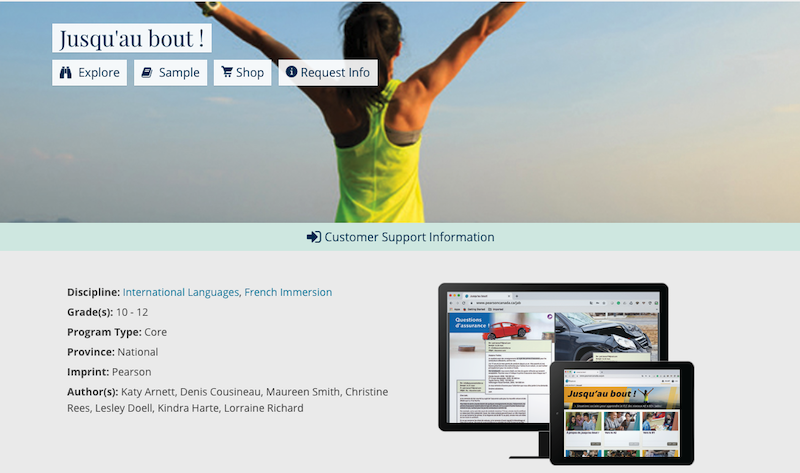 Jusqu'au bout !
Explore
Sample
Shop
Request Info
Customer Support Information
Discipline: International Languages, French Immersion
Grade(s): 10 - 12
Program Type: Core
Province: National
Imprint: Pearson
Author(s): Katy Arnett, Denis Cousineau, Maureen Smith, Christine
Rees, Lesley Doell, Kindra Harte, Lorraine Richard
Questions
d'assurance !
Jusqu'au bout !